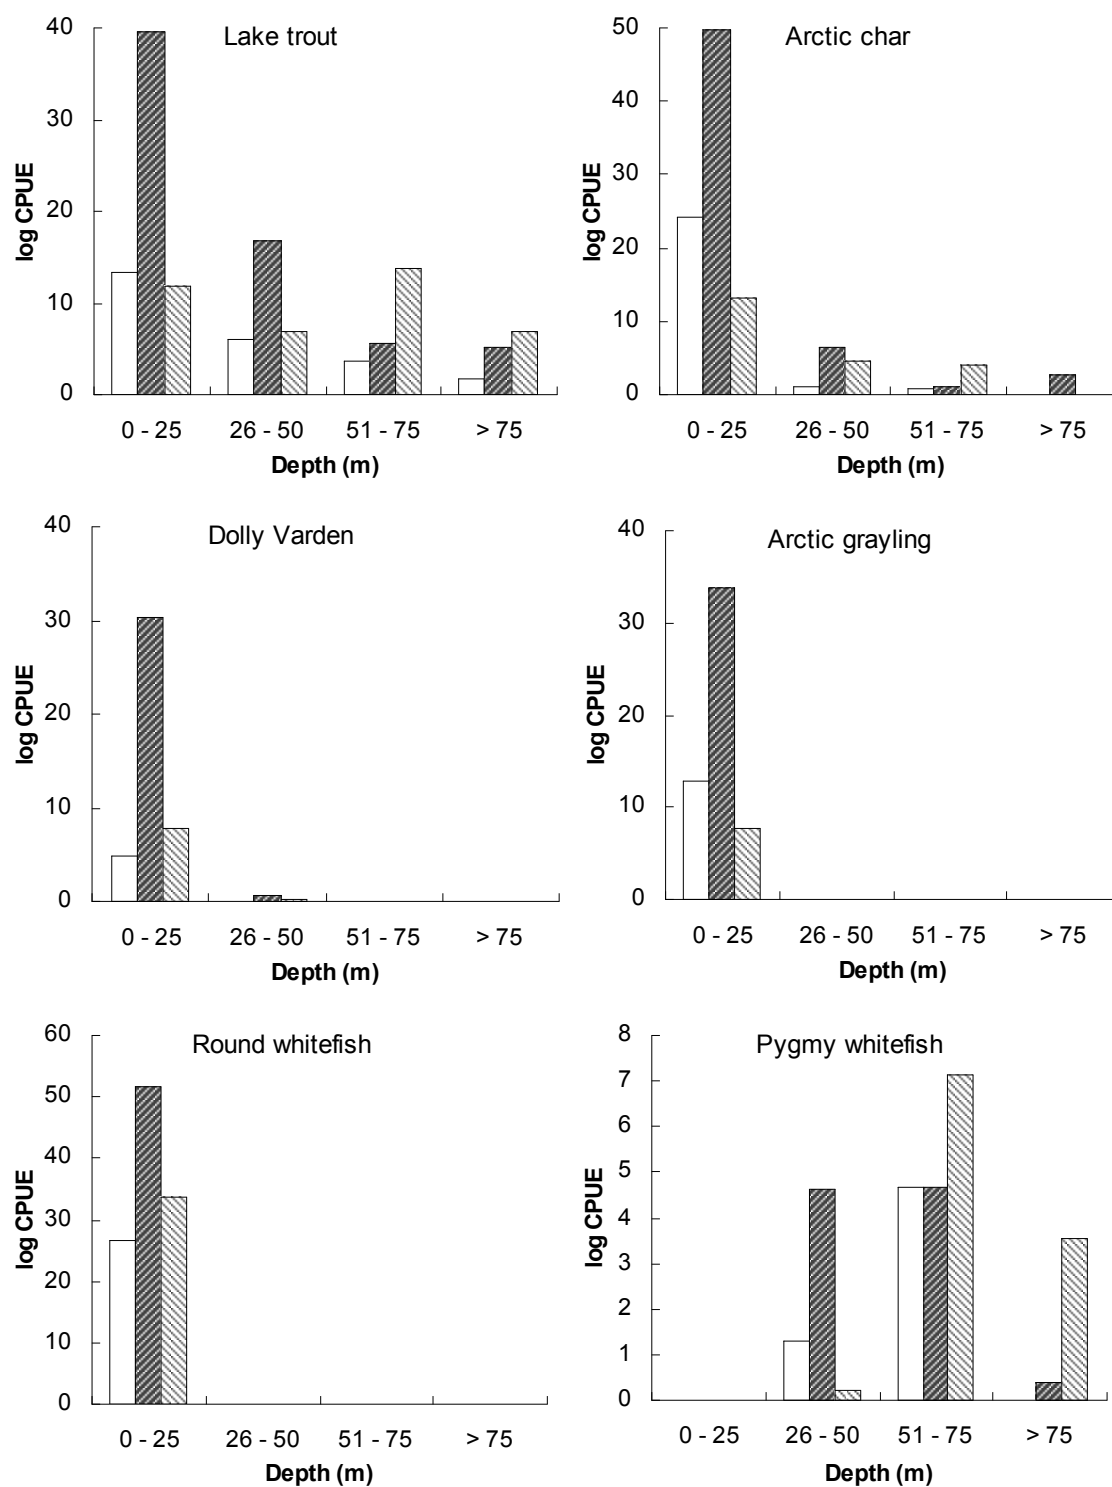 Lake trout
40
30
20
10
0
log CPUE
0 - 25 26 - 50 51 - 75 > 75
Depth (m)
Arctic char
50
40
30
20
10
0
log CPUE
0 - 25 26 - 50 51 - 75 > 75
Depth (m)
Dolly Varden
40
30
20
10
0
log CPUE
0 - 25 26 - 50 51 - 75 > 75
Depth (m)
Arctic grayling
40
30
20
10
0
log CPUE
0 - 25 26 - 50 51 - 75 > 75
Depth (m)
Round whitefish
60
50
40
30
20
10
0
log CPUE
0 - 25 26 - 50 51 - 75 > 75
Depth (m)
Pygmy whitefish
8
7
6
5
4
3
2
1
0
log CPUE
0 - 25 26 - 50 51 - 75 > 75
Depth (m)